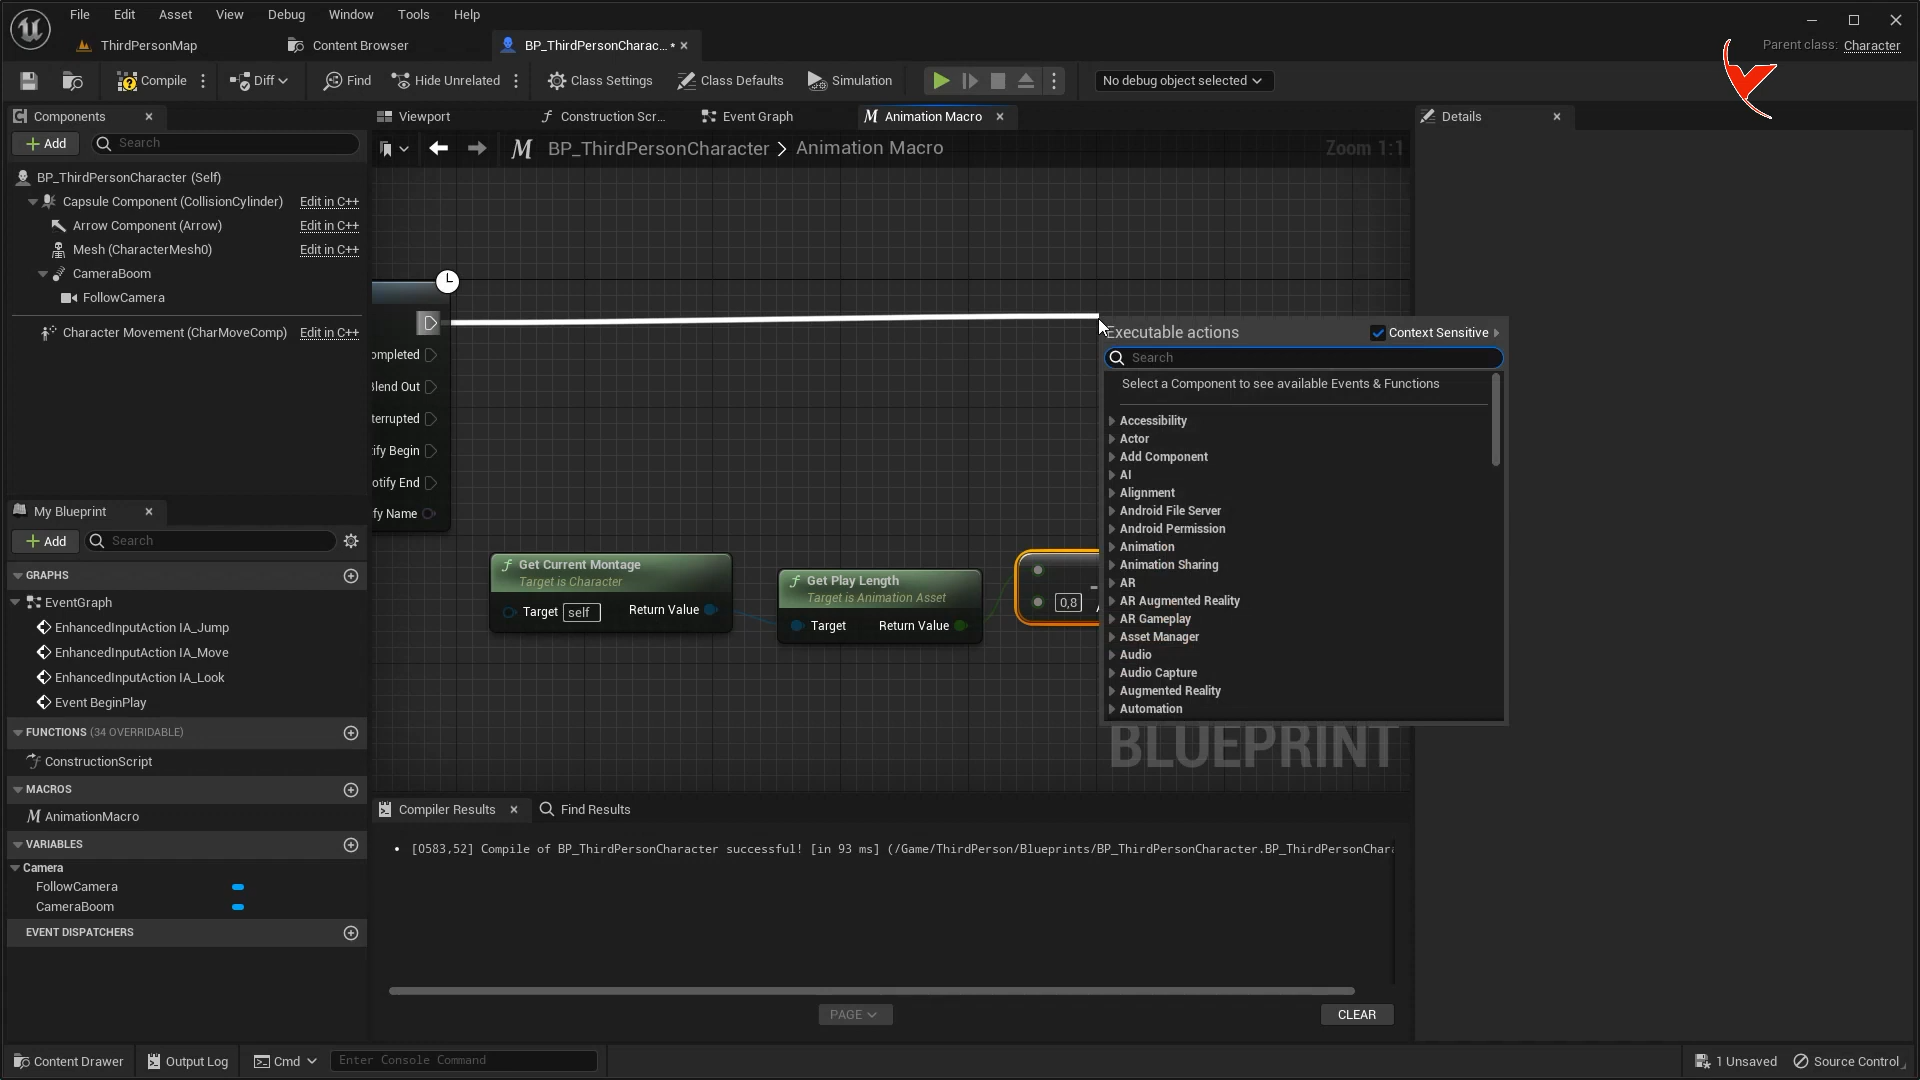 File Edit Asset View Debug Window Tools Help
ThirdPersonMap Content Browser BP_ThirdPersonCharac... • Parent class: Character
Compile Diff Find Hide Unrelated Class Settings Class Defaults Simulation No debug object selected
Components Viewport Construction Scr... Event Graph Animation Macro Details
Add Search BP_ThirdPersonCharacter > Animation Macro Zoom 1:1
BP_ThirdPersonCharacter (Self)
Capsule Component (CollisionCylinder) Edit in C++
Arrow Component (Arrow) Edit in C++
Mesh (CharacterMesh0) Edit in C++
CameraBoom
FollowCamera
Character Movement (CharMoveComp) Edit in C++
ompleted
Blend Out
terrupted
tify Begin
otify End
fy Name
Get Current Montage
Target is Character
Target self Return Value
Get Play Length
Target is Animation Asset
Target Return Value
0,8
Executable actions Context Sensitive
Search
Select a Component to see available Events & Functions
Accessibility
Actor
Add Component
AI
Alignment
Android File Server
Android Permission
Animation
Animation Sharing
AR
AR Augmented Reality
AR Gameplay
Asset Manager
Audio
Audio Capture
Augmented Reality
Automation
BLUEPRINT
My Blueprint
Add Search
GRAPHS
EventGraph
EnhancedInputAction IA_Jump
EnhancedInputAction IA_Move
EnhancedInputAction IA_Look
Event BeginPlay
FUNCTIONS (34 OVERRIDABLE)
ConstructionScript
MACROS
AnimationMacro
VARIABLES
Camera
FollowCamera
CameraBoom
EVENT DISPATCHERS
Compiler Results Find Results
• [0583,52] Compile of BP_ThirdPersonCharacter successful! [in 93 ms] (/Game/ThirdPerson/Blueprints/BP_ThirdPersonCharacter.BP_ThirdPersonChar
PAGE CLEAR
Content Drawer Output Log Cmd Enter Console Command 1 Unsaved Source Control